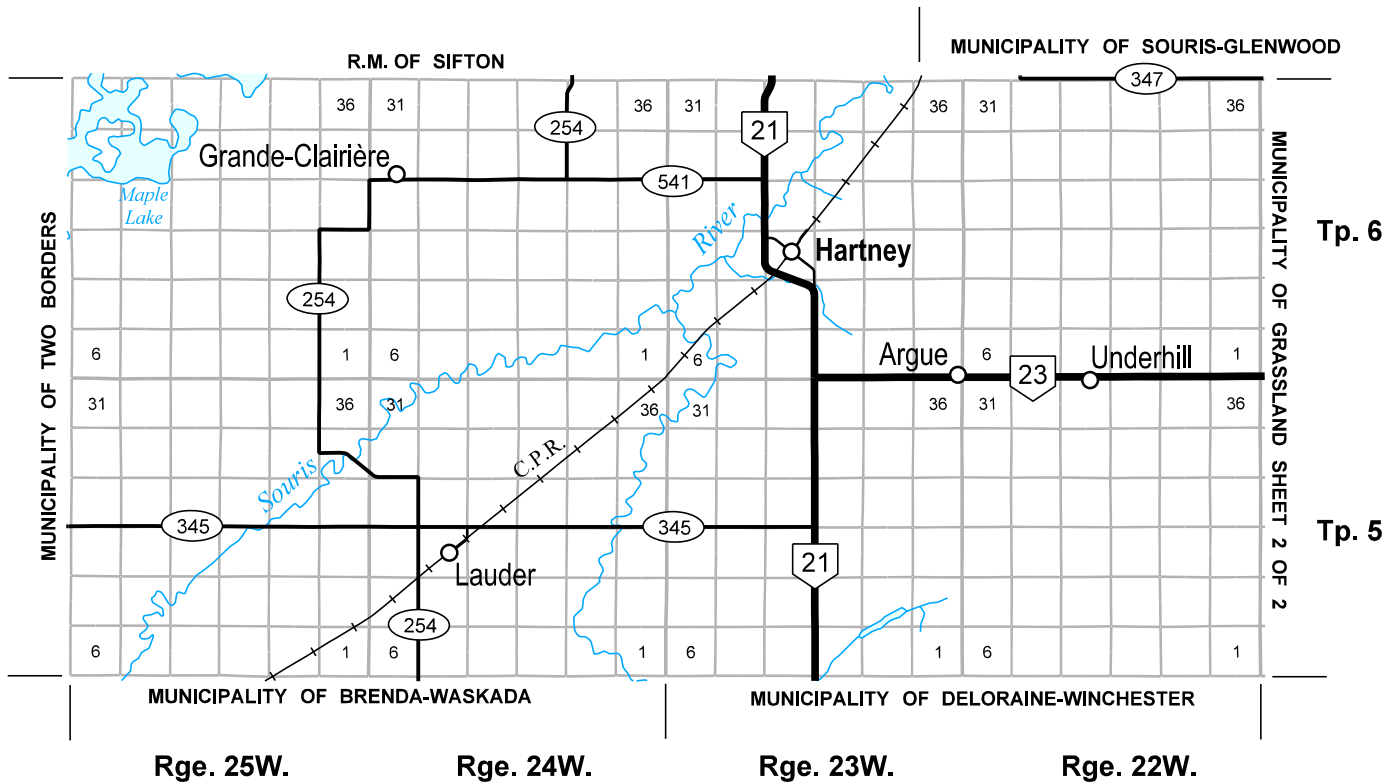 MUNICIPALITY OF SOURIS-GLENWOOD
R.M. OF SIFTON
347
36 31 36 31 36 31 36
254
21
Grande-Clairière
541
Maple
Lake
River
Hartney
MUNICIPALITY OF TWO BORDERS
MUNICIPALITY OF GRASSLAND SHEET 2 OF 2
Tp. 6
254
6 1 6 1 6 6 1
Argue
23
Underhill
31 36 31 36 31 36 31 36
C.P.R.
Souris
345
345
Tp. 5
21
Lauder
254
6 1 6 1 6 1 6 1
MUNICIPALITY OF BRENDA-WASKADA
MUNICIPALITY OF DELORAINE-WINCHESTER
Rge. 25W. Rge. 24W. Rge. 23W. Rge. 22W.